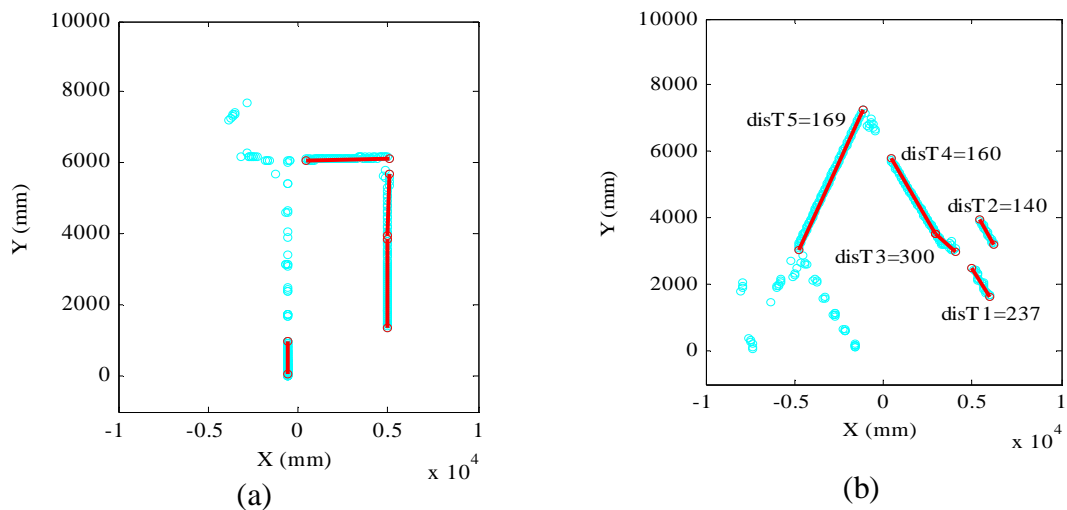 10000
8000
6000
4000
2000
0
Y (mm)
-1 -0.5 0 0.5 1
X (mm)
x 10^4
(a)
10000
8000
6000
4000
2000
0
Y (mm)
disT5=169
disT4=160
disT2=140
disT3=300
disT1=237
-1 -0.5 0 0.5 1
X (mm)
x 10^4
(b)